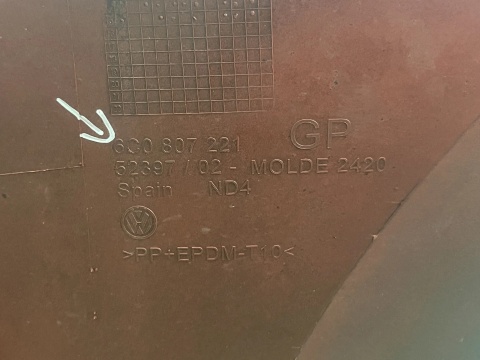 GP
6C0 807 221
52397 / 02 - MOLDE 2420
Spain ND4
>PP+EPDM-T10<